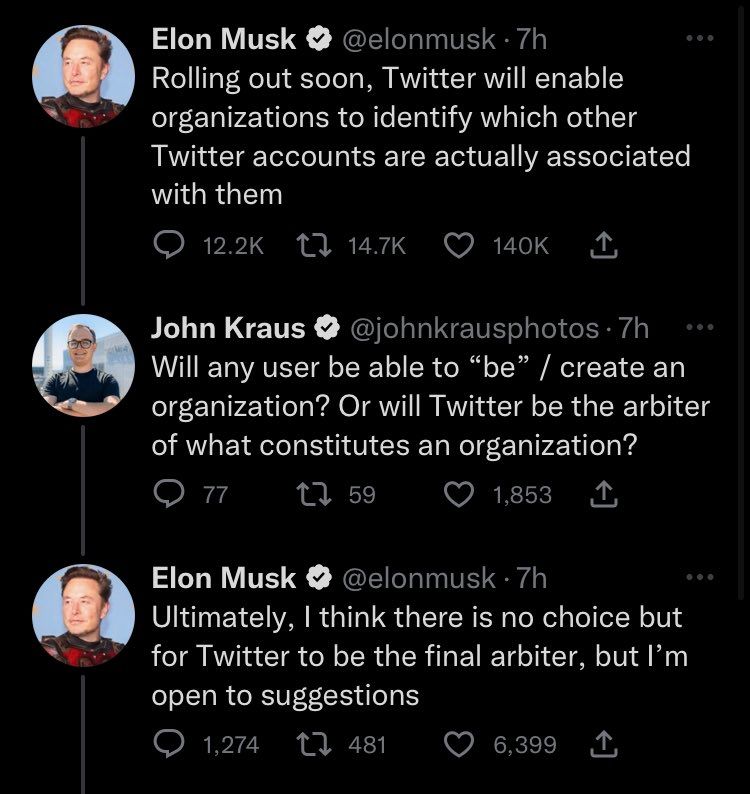 Elon Musk @elonmusk · 7h
Rolling out soon, Twitter will enable
organizations to identify which other
Twitter accounts are actually associated
with them
12.2K 14.7K 140K
John Kraus @johnkrausphotos · 7h
Will any user be able to “be” / create an
organization? Or will Twitter be the arbiter
of what constitutes an organization?
77 59 1,853
Elon Musk @elonmusk · 7h
Ultimately, I think there is no choice but
for Twitter to be the final arbiter, but I’m
open to suggestions
1,274 481 6,399